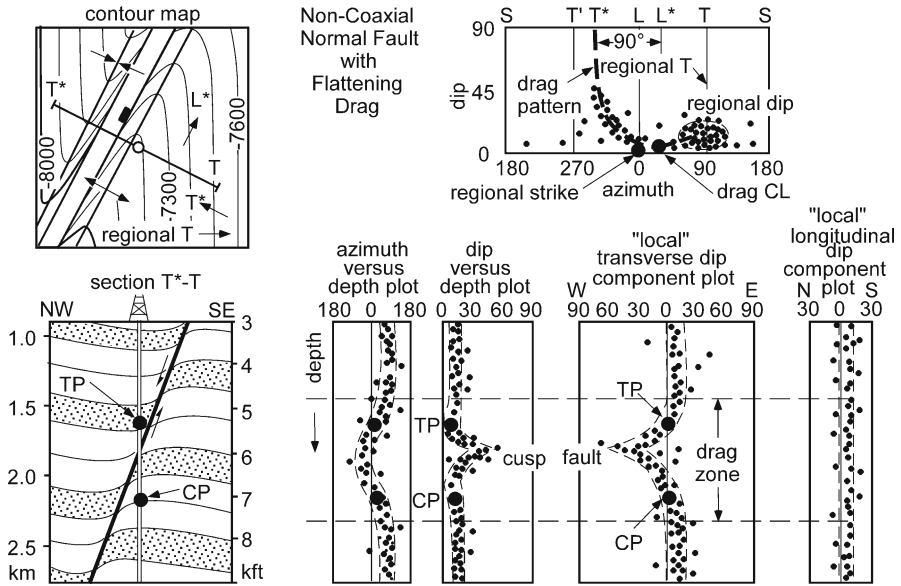 contour map
T*
L*
-8000
-7600
T
-7300
T*
regional T
Non-Coaxial
Normal Fault
with
Flattening
Drag
S T' T* L L* T S
90
90°
regional T
drag
pattern
dip
45
regional dip
0
180 270 0 90 180
regional strike
azimuth
drag CL
section T*-T
NW SE
1.0
1.5
2.0
2.5
km
3
4
5
6
7
8
kft
TP
CP
azimuth
versus
depth plot
180 0 180
depth
dip
versus
depth plot
0 90
TP
cusp
CP
"local"
transverse dip
component plot
W E
90 60 30 0 30 60 90
TP
fault
drag
zone
CP
"local"
longitudinal
dip
component
plot
N S
30 0 30